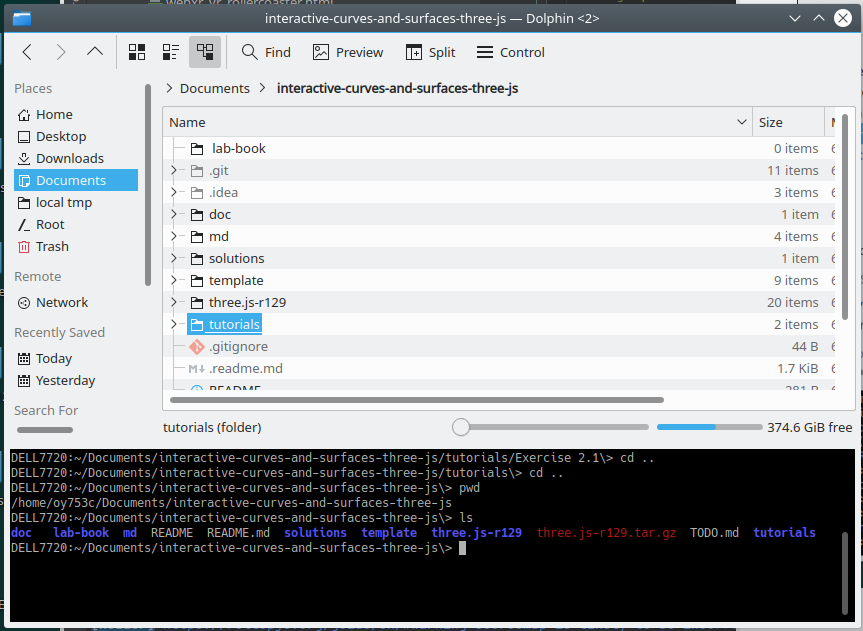 interactive-curves-and-surfaces-three-js — Dolphin <2>
Find Preview Split Control
Places
Home
Desktop
Downloads
Documents
local tmp
Root
Trash
Remote
Network
Recently Saved
Today
Yesterday
Search For
Documents interactive-curves-and-surfaces-three-js
Name Size
lab-book 0 items
.git 11 items
.idea 3 items
doc 1 item
md 4 items
solutions 1 item
template 9 items
three.js-r129 20 items
tutorials 2 items
.gitignore 44 B
.readme.md 1.7 KiB
README 281 B
tutorials (folder) 374.6 GiB free
DELL7720:~/Documents/interactive-curves-and-surfaces-three-js/tutorials/Exercise 2.1\> cd ..
DELL7720:~/Documents/interactive-curves-and-surfaces-three-js/tutorials\> cd ..
DELL7720:~/Documents/interactive-curves-and-surfaces-three-js\> pwd
/home/oy753c/Documents/interactive-curves-and-surfaces-three-js
DELL7720:~/Documents/interactive-curves-and-surfaces-three-js\> ls
doc lab-book md README README.md solutions template three.js-r129 three.js-r129.tar.gz TODO.md tutorials
DELL7720:~/Documents/interactive-curves-and-surfaces-three-js\>